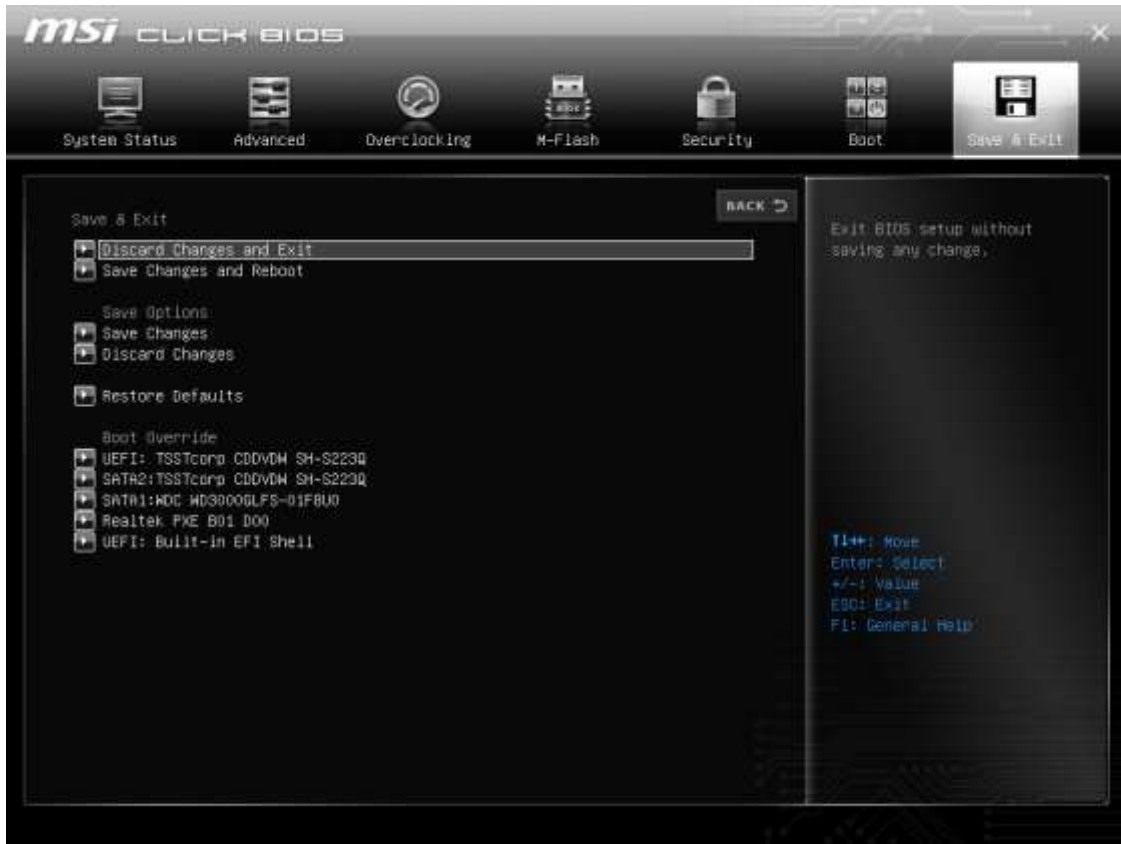 msi CLICK BIOS
System Status
Advanced
Overclocking
M-Flash
Security
Boot
Save & Exit
Save & Exit
BACK
Discard Changes and Exit
Save Changes and Reboot
Save Options
Save Changes
Discard Changes
Restore Defaults
Boot Override
UEFI: TSSTcorp CDDVDW SH-S223Q
SATA2:TSSTcorp CDDVDW SH-S223Q
SATA1:WDC WD3000GLFS-01F8U0
Realtek PXE B01 D00
UEFI: Built-in EFI Shell
Exit BIOS setup without
saving any change.
↑↓←→: Move
Enter: Select
+/-: Value
ESC: Exit
F1: General Help